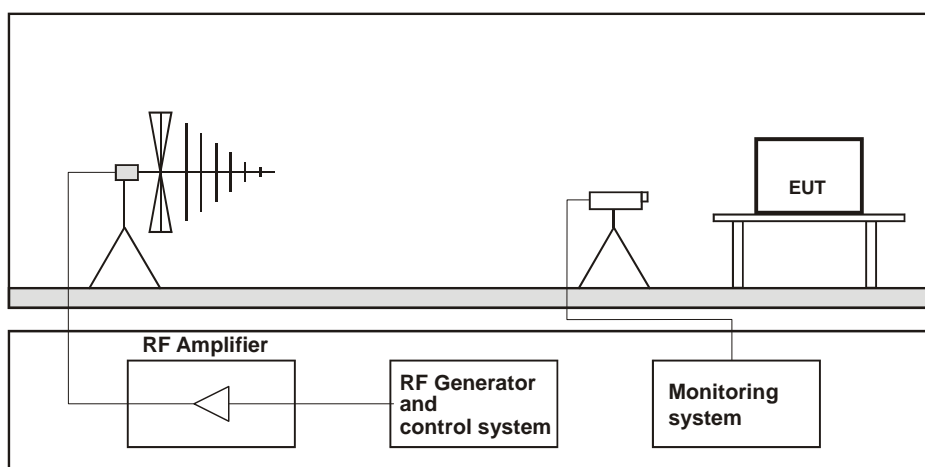 EUT
RF Amplifier
RF Generator
and
control system
Monitoring
system